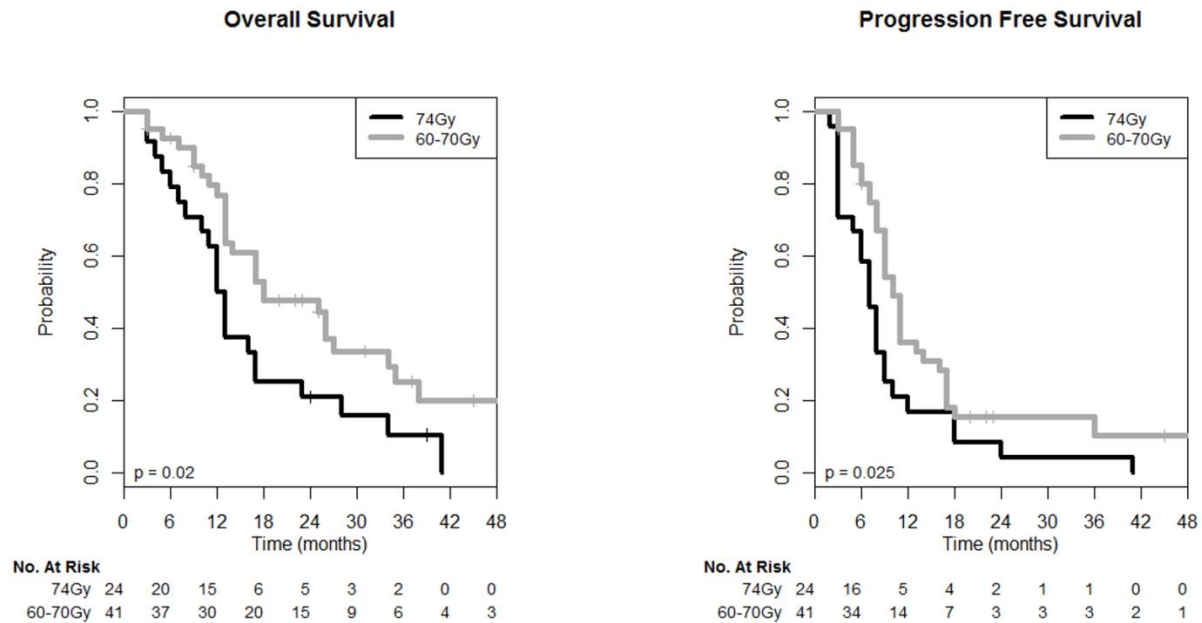 Overall Survival
74Gy
60-70Gy
Probability
1.0
0.8
0.6
0.4
0.2
0.0
p = 0.02
0 6 12 18 24 30 36 42 48
Time (months)
No. At Risk
74Gy 24 20 15 6 5 3 2 0 0
60-70Gy 41 37 30 20 15 9 6 4 3
Progression Free Survival
74Gy
60-70Gy
Probability
1.0
0.8
0.6
0.4
0.2
0.0
p = 0.025
0 6 12 18 24 30 36 42 48
Time (months)
No. At Risk
74Gy 24 16 5 4 2 1 1 0 0
60-70Gy 41 34 14 7 3 3 3 2 1